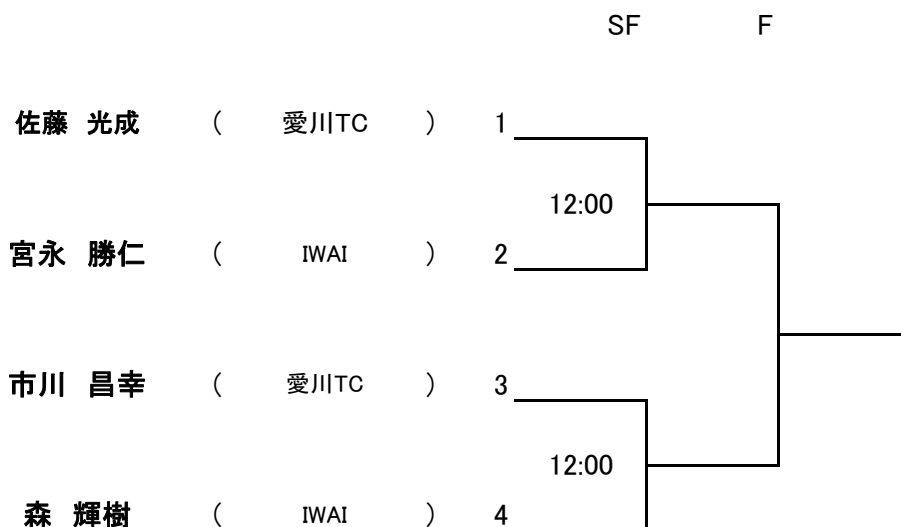 SF F
佐藤 光成 ( 愛川TC ) 1
12:00
宮永 勝仁 ( IWAI ) 2
市川 昌幸 ( 愛川TC ) 3
12:00
森 輝樹 ( IWAI ) 4